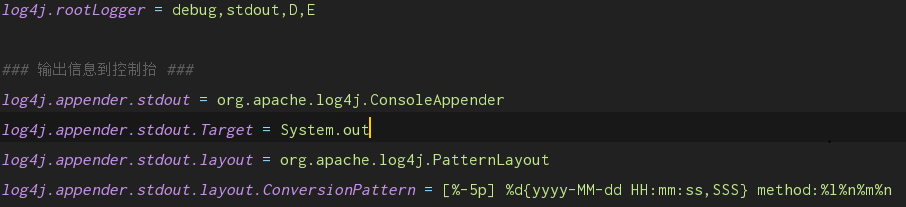 log4j.rootLogger = debug,stdout,D,E
### 输出信息到控制抬 ###
log4j.appender.stdout = org.apache.log4j.ConsoleAppender
log4j.appender.stdout.Target = System.out
log4j.appender.stdout.layout = org.apache.log4j.PatternLayout
log4j.appender.stdout.layout.ConversionPattern = [%-5p] %d{yyyy-MM-dd HH:mm:ss,SSS} method:%l%n%m%n